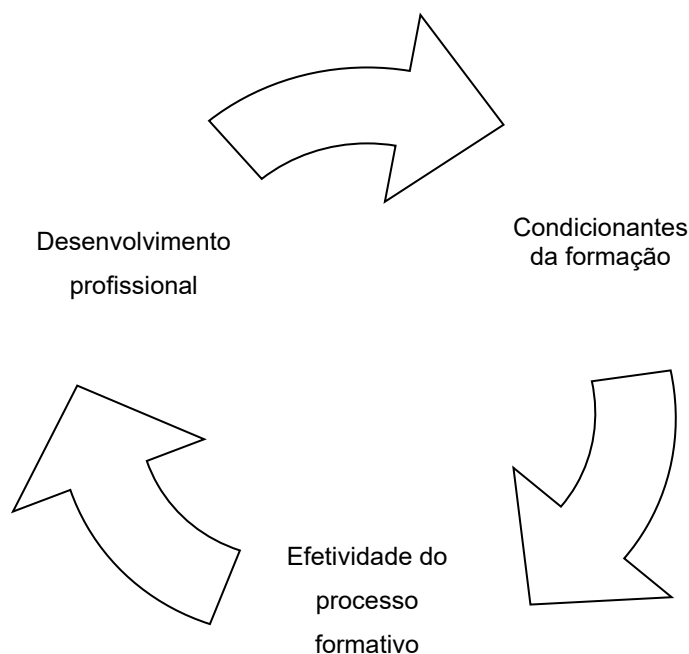 Desenvolvimento
profissional
Condicionantes
da formação
Efetividade do
processo
formativo